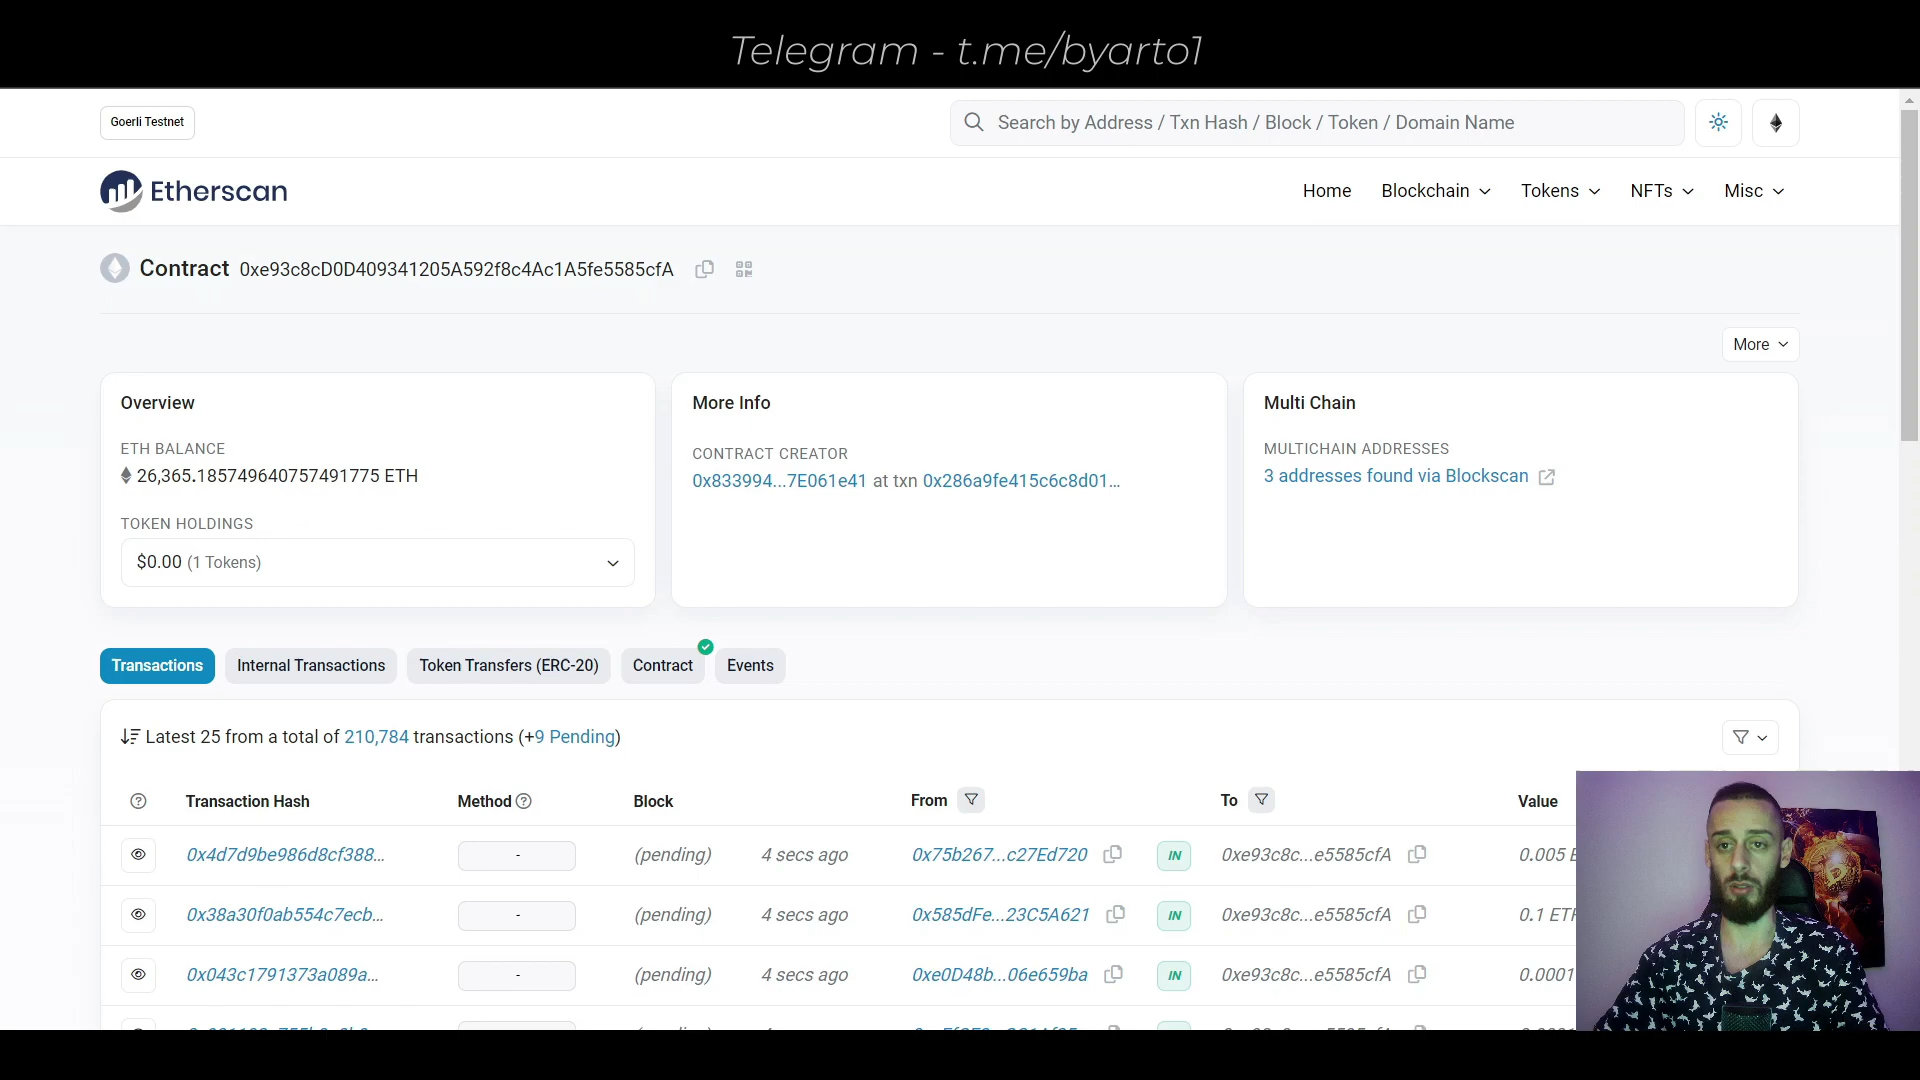 Telegram - t.me/byarto1
Goerli Testnet
Search by Address / Txn Hash / Block / Token / Domain Name
Etherscan
Home Blockchain Tokens NFTs Misc
Contract 0xe93c8cD0D409341205A592f8c4Ac1A5fe5585cfA
More
Overview
ETH BALANCE
26,365.185749640757491775 ETH
TOKEN HOLDINGS
$0.00 (1 Tokens)
More Info
CONTRACT CREATOR
0x833994...7E061e41 at txn 0x286a9fe415c6c8d01...
Multi Chain
MULTICHAIN ADDRESSES
3 addresses found via Blockscan
Transactions Internal Transactions Token Transfers (ERC-20) Contract Events
Latest 25 from a total of 210,784 transactions (+9 Pending)
Transaction Hash Method Block From To Value
0x4d7d9be986d8cf388... - (pending) 4 secs ago 0x75b267...c27Ed720 IN 0xe93c8c...e5585cfA 0.005
0x38a30f0ab554c7ecb... - (pending) 4 secs ago 0x585dFe...23C5A621 IN 0xe93c8c...e5585cfA 0.1 ETH
0x043c1791373a089a... - (pending) 4 secs ago 0xe0D48b...06e659ba IN 0xe93c8c...e5585cfA 0.0001